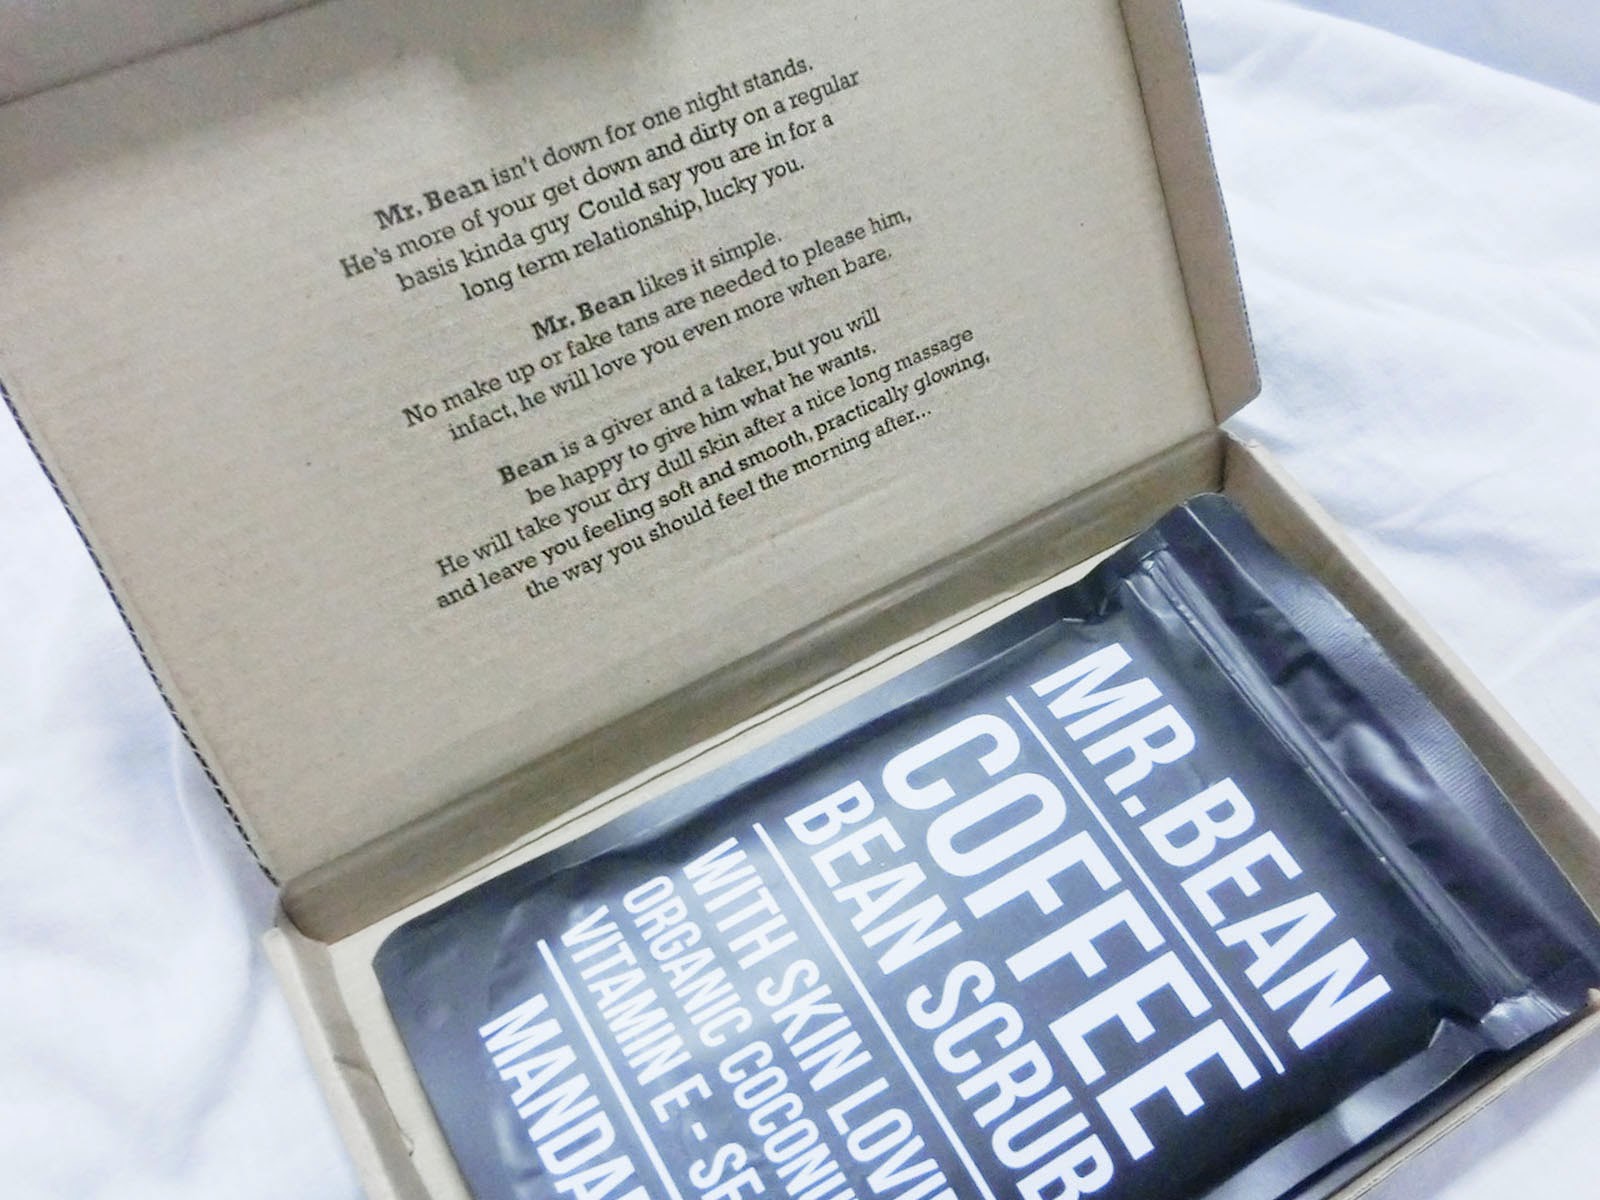 Mr. Bean isn't down for one night stands.
He's more of your get down and dirty on a regular
basis kinda guy Could say you are in for a
long term relationship, lucky you.
Mr. Bean likes it simple.
No make up or fake tans are needed to please him,
infact, he will love you even more when bare.
Bean is a giver and a taker, but you will
be happy to give him what he wants.
He will take your dry dull skin after a nice long massage
and leave you feeling soft and smooth, practically glowing,
the way you should feel the morning after...
MR. BEAN
COFFEE
BEAN SCRUB
WITH SKIN
ORGANIC
VITAMIN E -